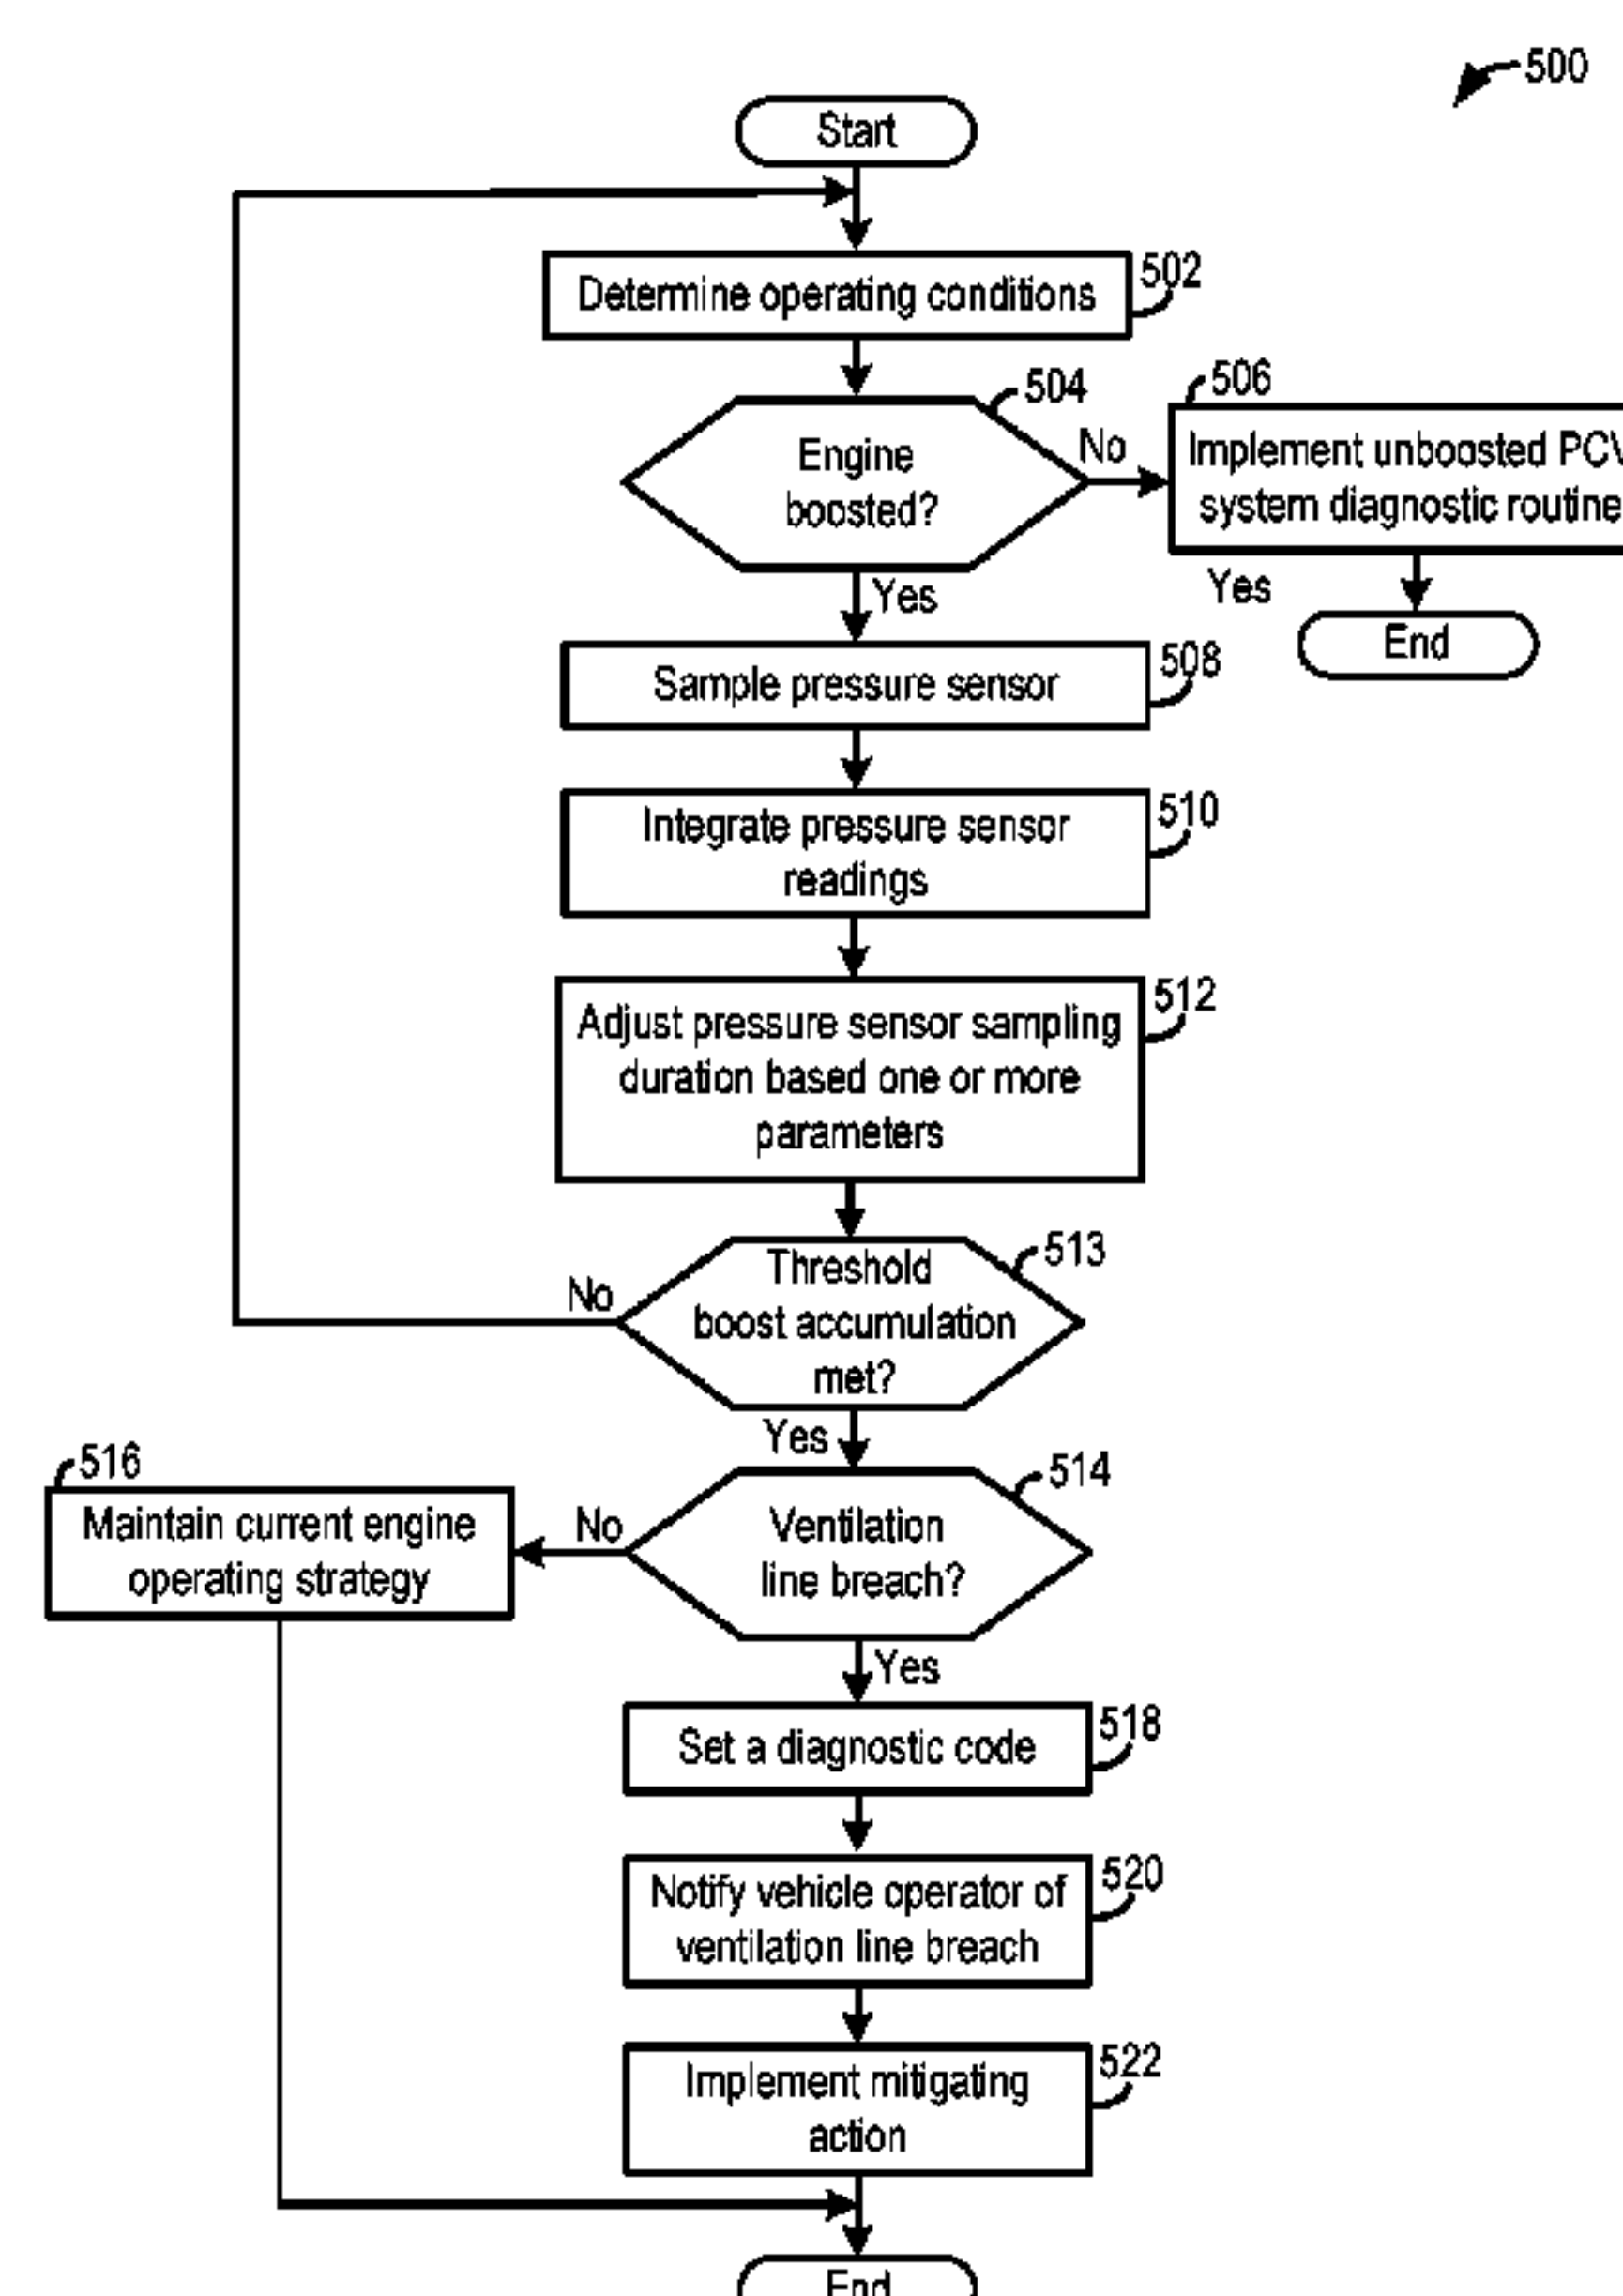 500
Start
Determine operating conditions
502
504
Engine
boosted?
No
506
Implement unboosted PCV
system diagnostic routine
Yes
Yes
End
Sample pressure sensor
508
Integrate pressure sensor
readings
510
Adjust pressure sensor sampling
duration based one or more
parameters
512
513
Threshold
boost accumulation
met?
No
Yes
514
Ventilation
line breach?
No
516
Maintain current engine
operating strategy
Yes
Set a diagnostic code
518
Notify vehicle operator of
ventilation line breach
520
Implement mitigating
action
522
End